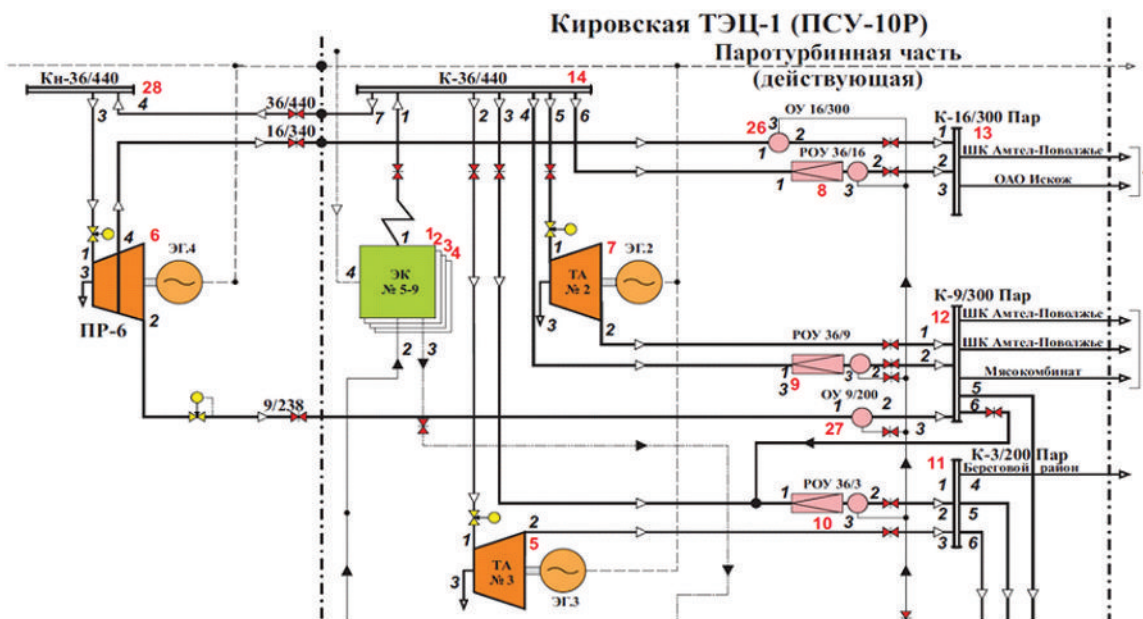 Кировская ТЭЦ-1 (ПСУ-10Р)
Паротурбинная часть
(действующая)
Кн-36/440
28
К-36/440
14
3
4
36/440
7
1
2
3
4
5
6
16/340
ОУ 16/300
26
3
1
К-16/300 Пар
13
1
ШК Амтел-Поволжье
РОУ 36/16
2
2
1
8
3
3
ОАО Искож
6
4
1
3
ЭГ.4
ПР-6
2
1
1
2
3
4
4
ЭК
№ 5-9
2
3
7
1
ЭГ.2
ТА
№ 2
3
2
К-9/300 Пар
12
ШК Амтел-Поволжье
1
РОУ 36/9
ШК Амтел-Поволжье
2
1
3
9
3
2
Мясокомбинат
5
6
9/238
ОУ 9/200
1
2
27
3
К-3/200 Пар
11
Береговой район
РОУ 36/3
1
2
10
3
1
4
2
5
3
6
2
5
1
ТА
№ 3
3
ЭГ.3